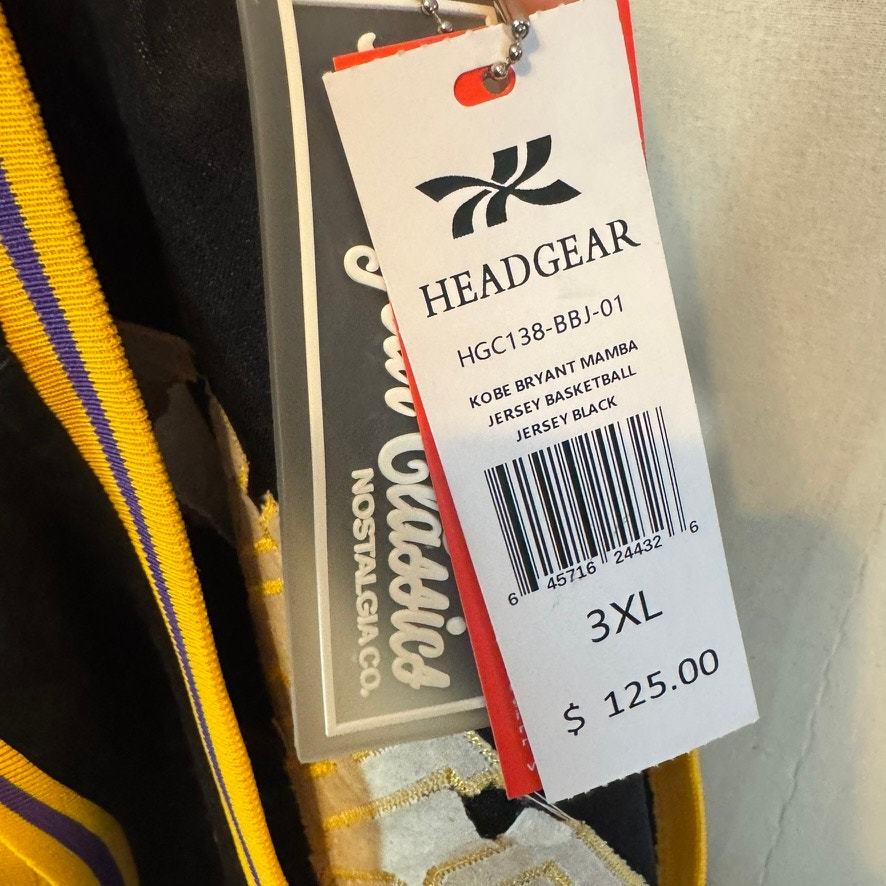 HEADGEAR
HGC138-BBJ-01
KOBE BRYANT MAMBA
JERSEY BASKETBALL
JERSEY BLACK
6 45716 24432 6
3XL
$ 125.00
Classics
NOSTALGIA CO.